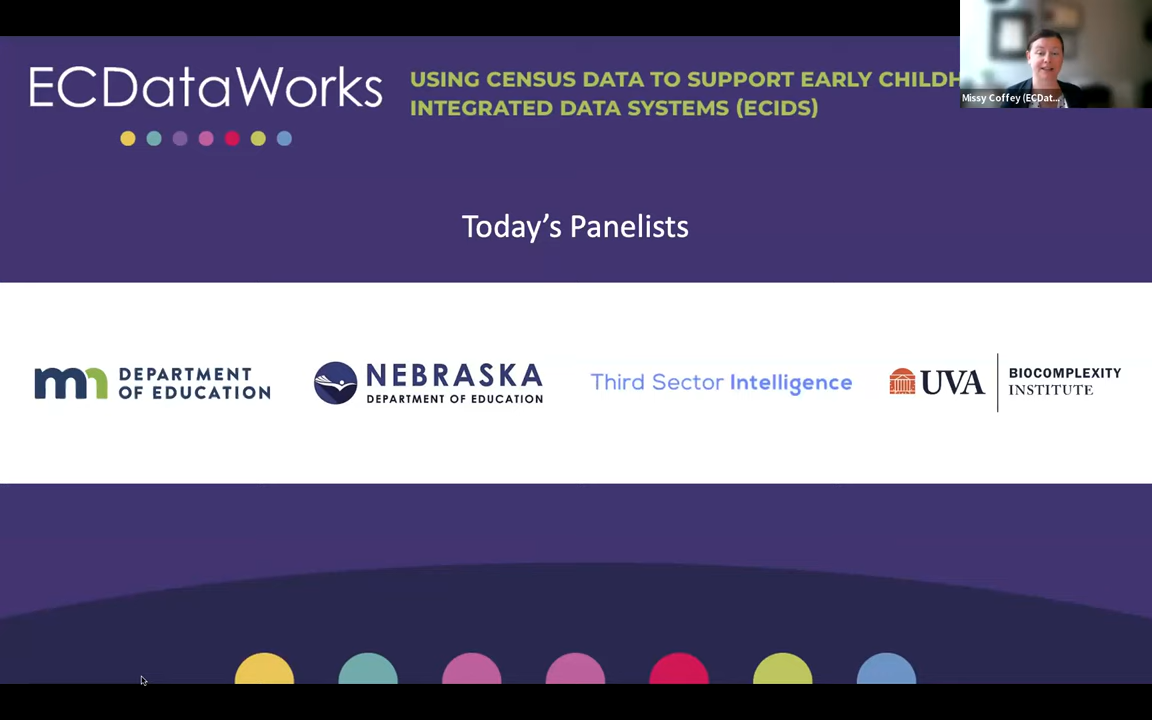 ECDataWorks
USING CENSUS DATA TO SUPPORT EARLY
INTEGRATED DATA SYSTEMS (ECIDS)
Missy Coffey (ECDat...
Today's Panelists
mn DEPARTMENT
OF EDUCATION
NEBRASKA
DEPARTMENT OF EDUCATION
Third Sector Intelligence
UVA
BIOCOMPLEXITY
INSTITUTE